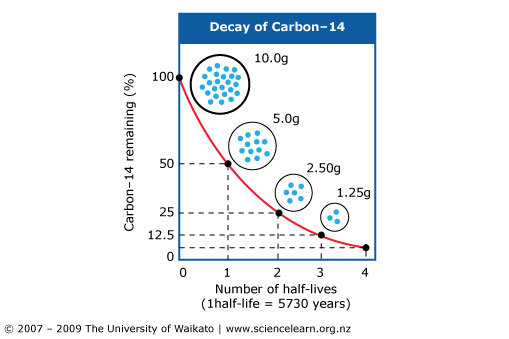 Decay of Carbon–14
10.0g
100
5.0g
Carbon–14 remaining (%)
2.50g
50
1.25g
25
12.5
0
0 1 2 3 4
Number of half-lives
(1half-life = 5730 years)
© 2007 – 2009 The University of Waikato | www.sciencelearn.org.nz